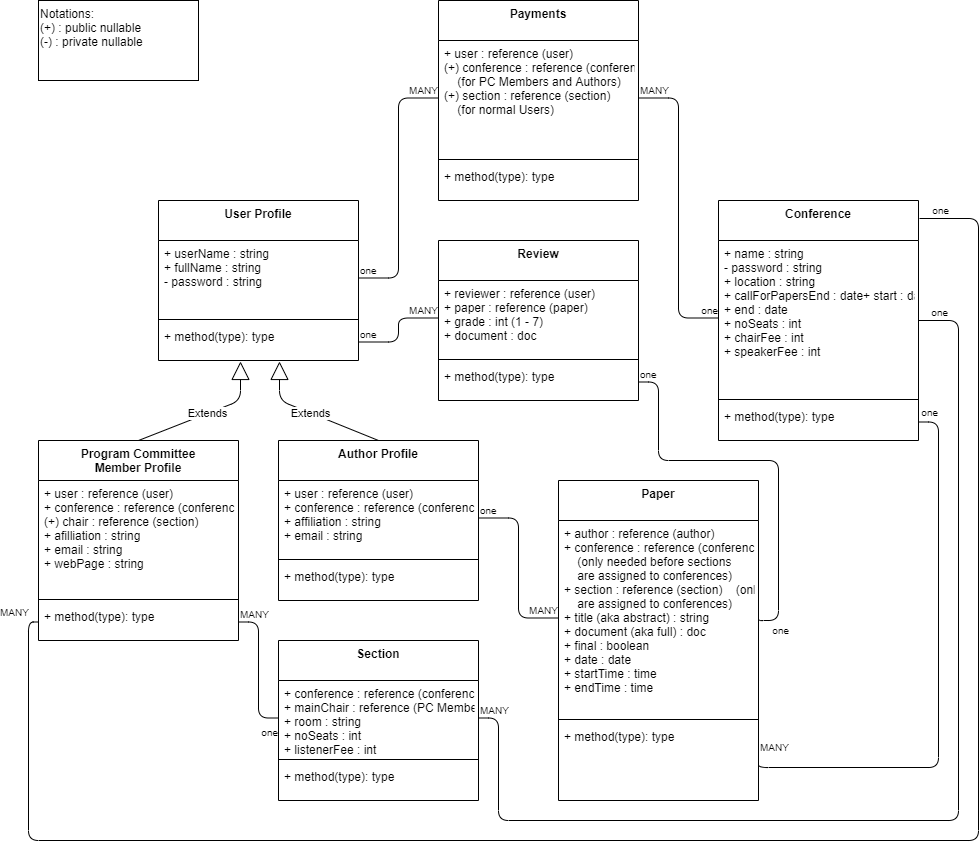 Notations:
(+) : public nullable
(-) : private nullable
Payments
+ user : reference (user)
(+) conference : reference (conferen
(for PC Members and Authors)
(+) section : reference (section)
(for normal Users)
+ method(type): type
MANY
MANY
User Profile
+ userName : string
+ fullName : string
- password : string
+ method(type): type
one
one
Review
+ reviewer : reference (user)
+ paper : reference (paper)
+ grade : int (1 - 7)
+ document : doc
+ method(type): type
MANY
one
Conference
+ name : string
- password : string
+ location : string
+ callForPapersEnd : date+ start : da
+ end : date
+ noSeats : int
+ chairFee : int
+ speakerFee : int
+ method(type): type
one
one
one
one
Extends
Extends
Program Committee
Member Profile
+ user : reference (user)
+ conference : reference (conferenc
(+) chair : reference (section)
+ afilliation : string
+ email : string
+ webPage : string
+ method(type): type
MANY
MANY
Author Profile
+ user : reference (user)
+ conference : reference (conferenc
+ affiliation : string
+ email : string
+ method(type): type
one
Paper
+ author : reference (author)
+ conference : reference (conferenc
(only needed before sections
are assigned to conferences)
+ section : reference (section) (onl
are assigned to conferences)
+ title (aka abstract) : string
+ document (aka full) : doc
+ final : boolean
+ date : date
+ startTime : time
+ endTime : time
+ method(type): type
MANY
one
MANY
Section
+ conference : reference (conferenc
+ mainChair : reference (PC Membe
+ room : string
+ noSeats : int
+ listenerFee : int
+ method(type): type
one
MANY